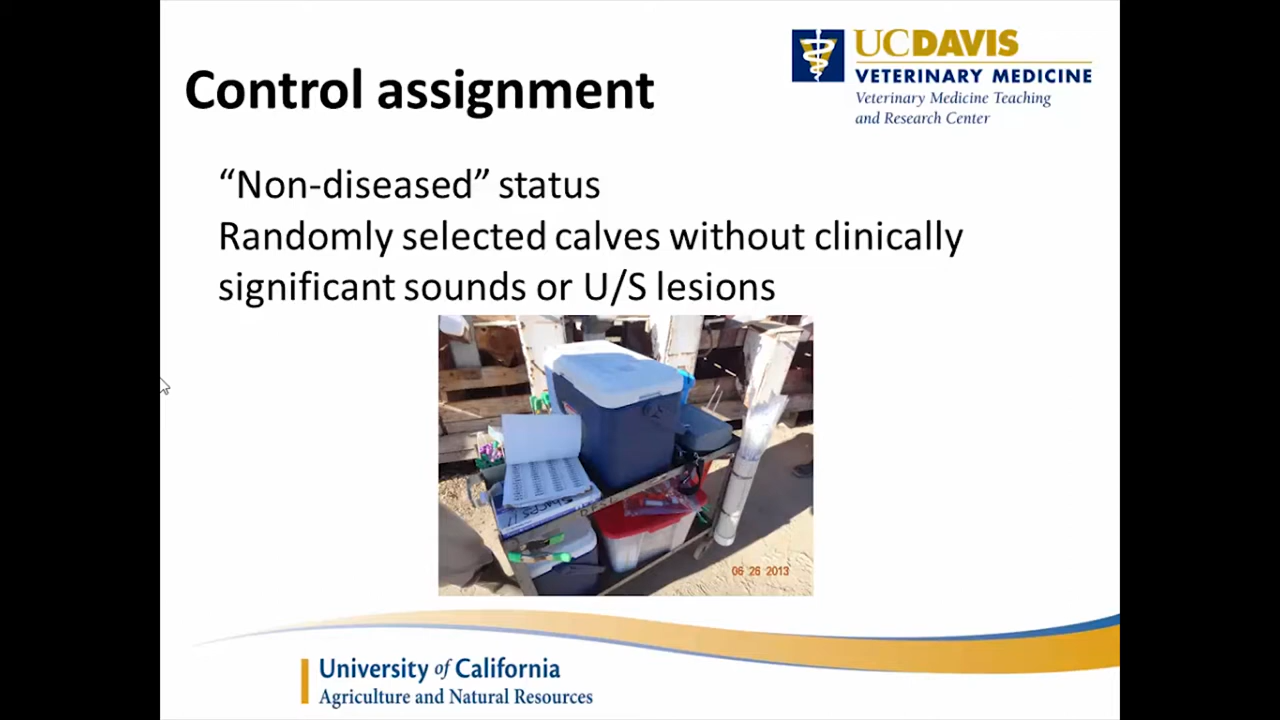 Control assignment
UCDAVIS
VETERINARY MEDICINE
Veterinary Medicine Teaching
and Research Center
“Non-diseased” status
Randomly selected calves without clinically
significant sounds or U/S lesions
06 26 2013
University of California
Agriculture and Natural Resources